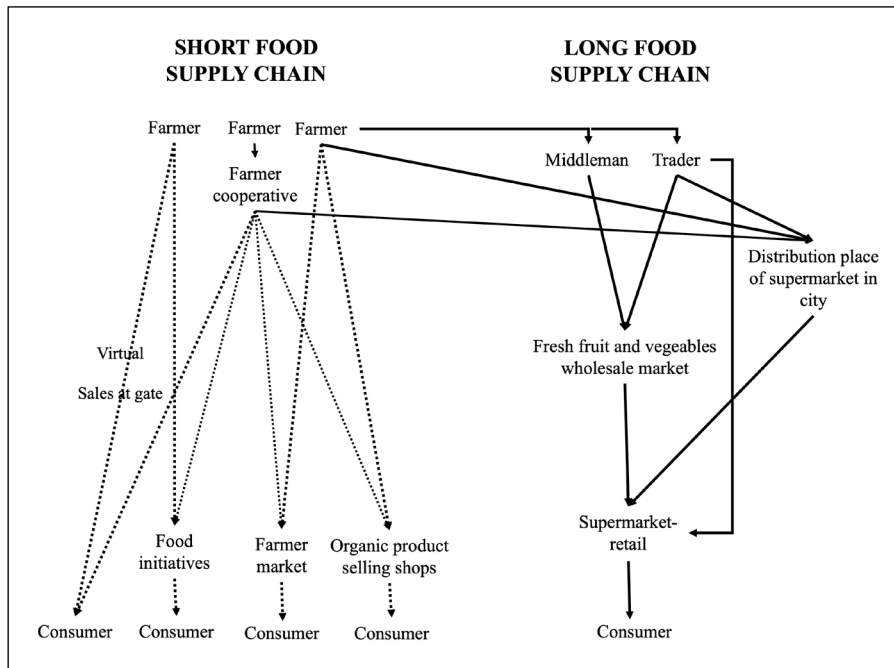 SHORT FOOD
SUPPLY CHAIN
LONG FOOD
SUPPLY CHAIN
Farmer
Farmer
Farmer
Middleman
Trader
Farmer
cooperative
Distribution place
of supermarket in
city
Virtual
Sales at gate
Fresh fruit and vegeables
wholesale market
Food
initiatives
Farmer
market
Organic product
selling shops
Supermarket-
retail
Consumer
Consumer
Consumer
Consumer
Consumer